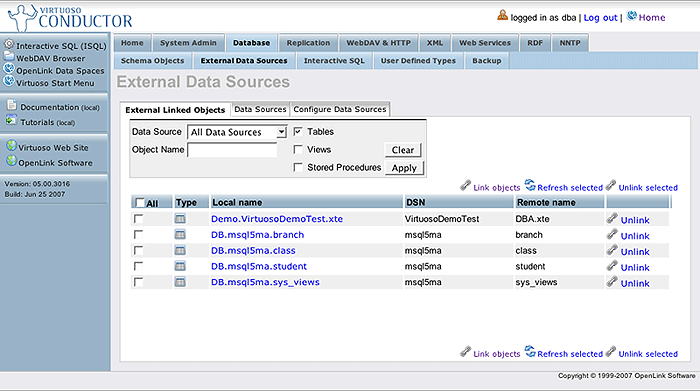 VIRTUOSO
CONDUCTOR
logged in as dba | Log out | Home
Interactive SQL (ISQL)
WebDAV Browser
OpenLink Data Spaces
Virtuoso Start Menu
Documentation (local)
Tutorials (local)
Virtuoso Web Site
OpenLink Software
Version: 05.00.3016
Build: Jun 25 2007
Home System Admin Database Replication WebDAV & HTTP XML Web Services RDF NNTP
Schema Objects External Data Sources Interactive SQL User Defined Types Backup
External Data Sources
External Linked Objects Data Sources Configure Data Sources
Data Source All Data Sources Tables
Object Name Views Clear
Stored Procedures Apply
Link objects Refresh selected Unlink selected
All Type Local name DSN Remote name
Demo.VirtuosoDemoTest.xte VirtuosoDemoTest DBA.xte Unlink
DB.msql5ma.branch msql5ma branch Unlink
DB.msql5ma.class msql5ma class Unlink
DB.msql5ma.student msql5ma student Unlink
DB.msql5ma.sys_views msql5ma sys_views Unlink
Link objects Refresh selected Unlink selected
Copyright © 1999-2007 OpenLink Software